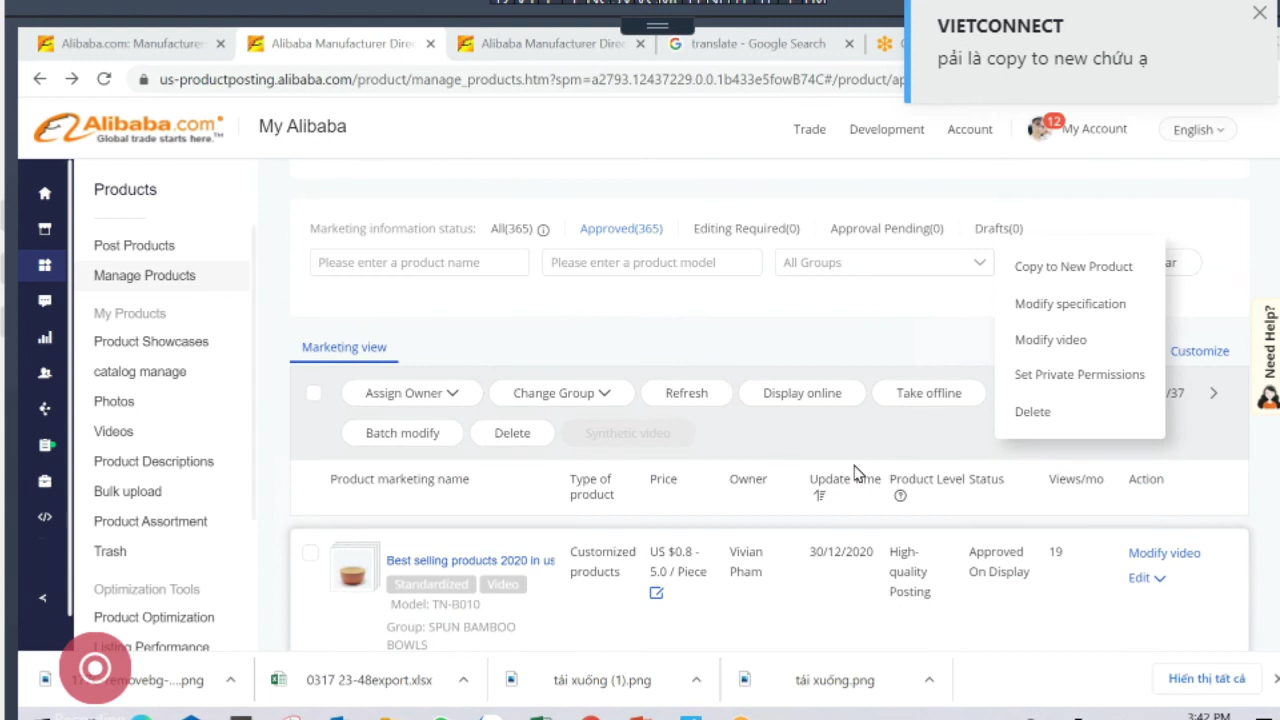 VIETCONNECT
pải là copy to new chứu ạ
Alibaba.com: Manufacturer
Alibaba Manufacturer Dire
Alibaba Manufacturer Dire
translate - Google Search
us-productposting.alibaba.com/product/manage_products.htm?spm=a2793.12437229.0.0.1b433e5fowB74C#/product/ap
Alibaba.com
Global trade starts here.™
My Alibaba
Trade
Development
Account
12
My Account
English
Products
Post Products
Manage Products
My Products
Product Showcases
catalog manage
Photos
Videos
Product Descriptions
Bulk upload
Product Assortment
Trash
Optimization Tools
Product Optimization
Listing Performance
Marketing information status: All(365) Approved(365) Editing Required(0) Approval Pending(0) Drafts(0)
Please enter a product name
Please enter a product model
All Groups
ar
Copy to New Product
Modify specification
Modify video
Set Private Permissions
Delete
Marketing view
Customize
Need Help?
Assign Owner
Change Group
Refresh
Display online
Take offline
/37
Batch modify
Delete
Synthetic video
Product marketing name
Type of product
Price
Owner
Update
Product Level
Status
Views/mo
Action
Best selling products 2020 in us
Standardized
Video
Model: TN-B010
Group: SPUN BAMBOO
BOWLS
Customized
products
US $0.8 -
5.0 / Piece
Vivian
Pham
30/12/2020
High-
quality
Posting
Approved
On Display
19
Modify video
Edit
removebg-....png
0317 23-48export.xlsx
tải xuống (1).png
tải xuống.png
Hiển thị tất cả
3:42 PM